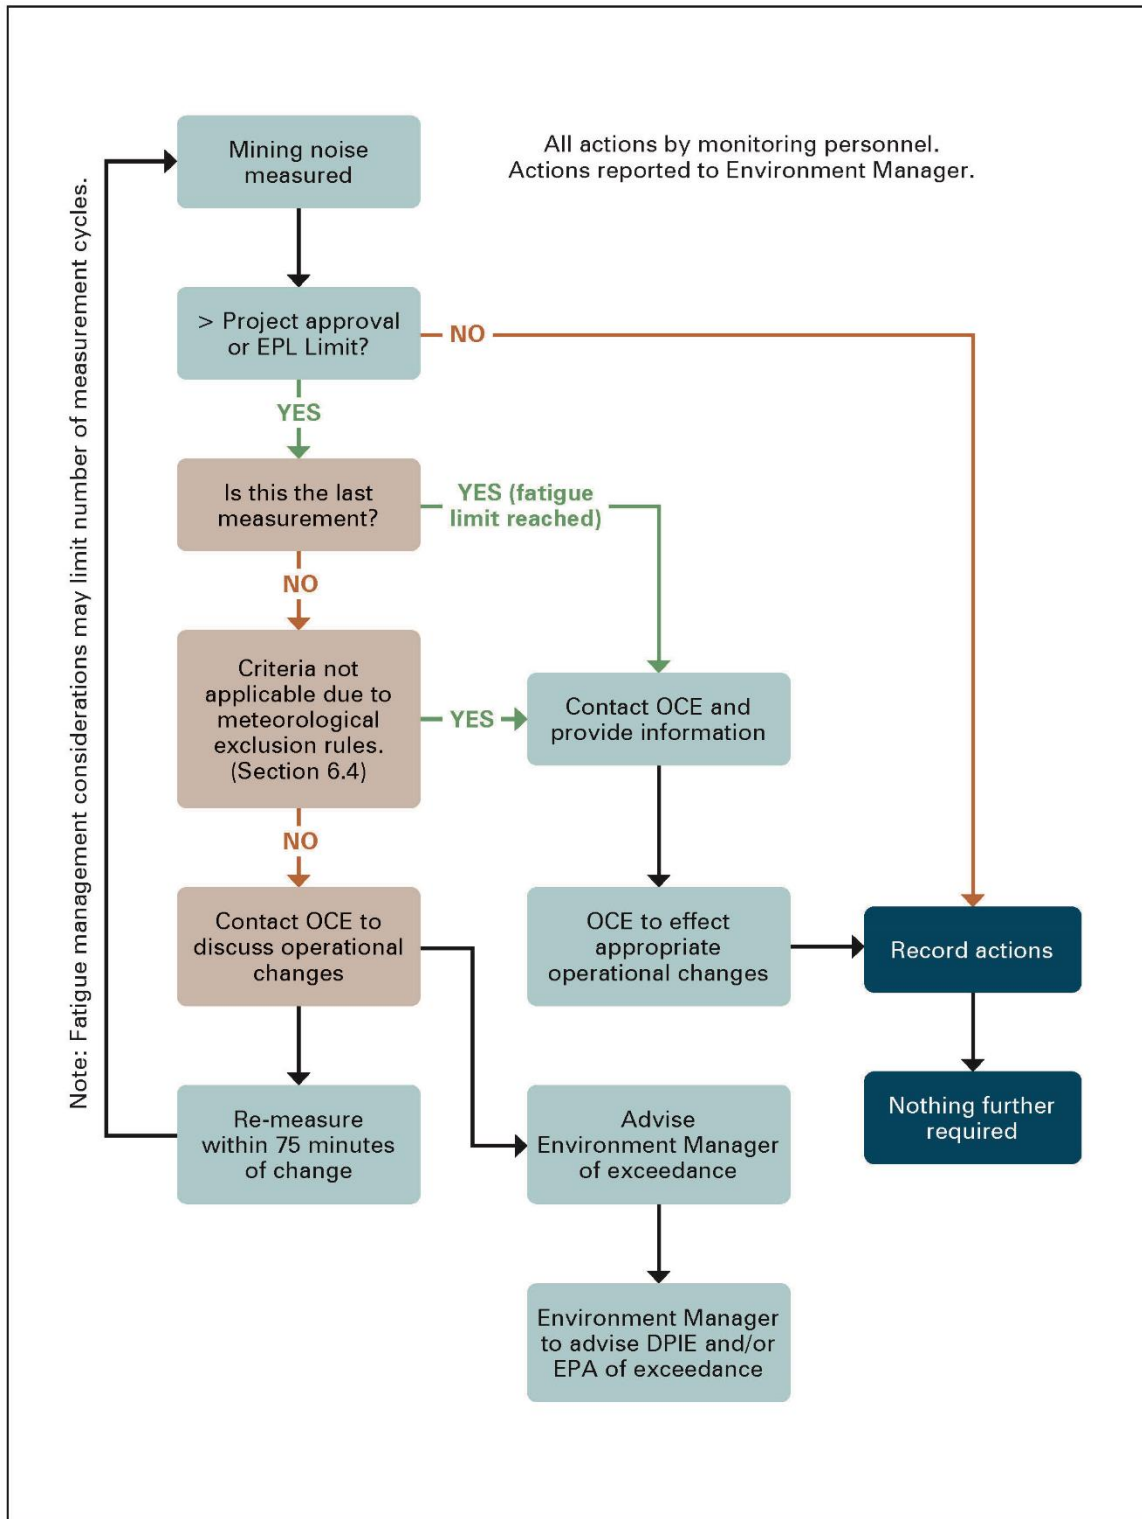 Mining noise
measured
All actions by monitoring personnel.
Actions reported to Environment Manager.
Note: Fatigue management considerations may limit number of measurement cycles.
> Project approval
or EPL Limit?
NO
YES
Is this the last
measurement?
YES (fatigue
limit reached)
NO
Criteria not
applicable due to
meteorological
exclusion rules.
(Section 6.4)
YES
Contact OCE and
provide information
NO
Contact OCE to
discuss operational
changes
OCE to effect
appropriate
operational changes
Record actions
Re-measure
within 75 minutes
of change
Advise
Environment Manager
of exceedance
Nothing further
required
Environment Manager
to advise DPIE and/or
EPA of exceedance